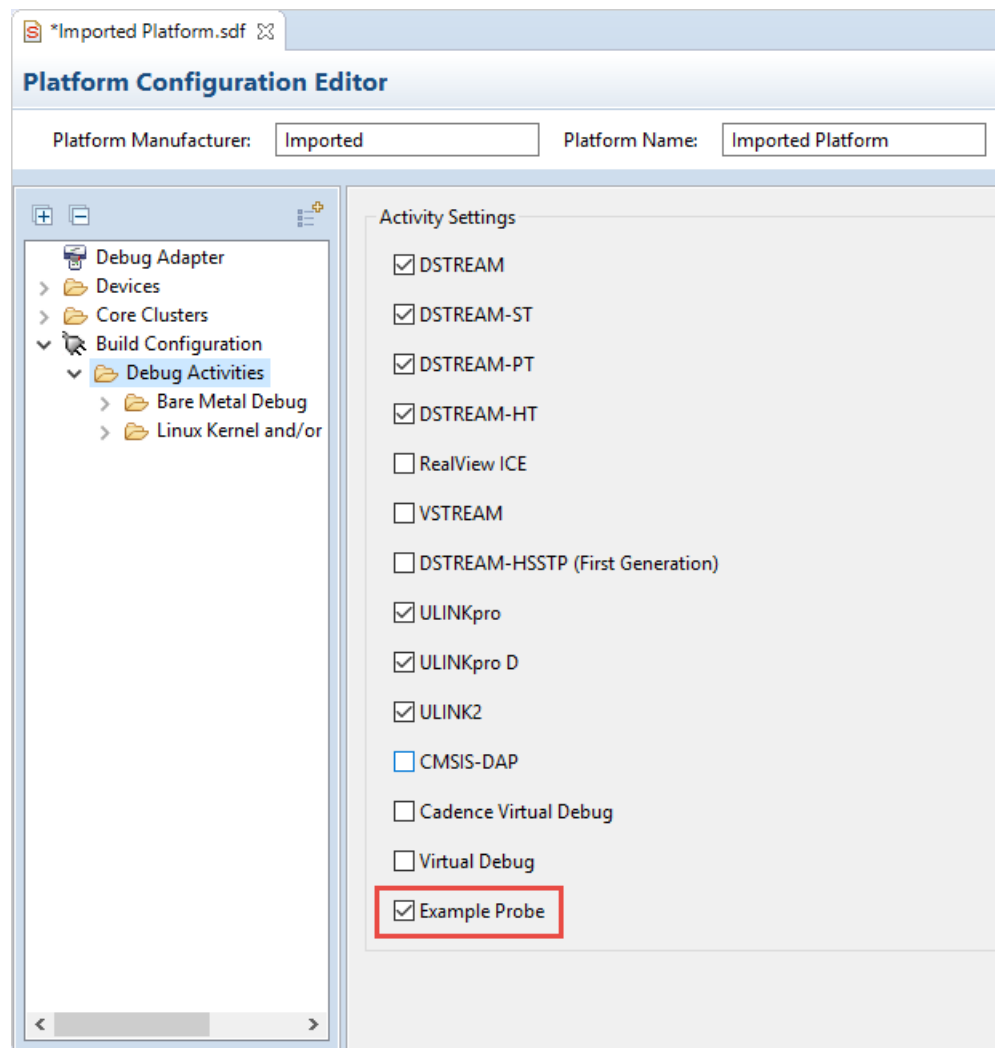 *Imported Platform.sdf
Platform Configuration Editor
Platform Manufacturer: Imported Platform Name: Imported Platform
Debug Adapter
Devices
Core Clusters
Build Configuration
Debug Activities
Bare Metal Debug
Linux Kernel and/or
Activity Settings
DSTREAM
DSTREAM-ST
DSTREAM-PT
DSTREAM-HT
RealView ICE
VSTREAM
DSTREAM-HSSTP (First Generation)
ULINKpro
ULINKpro D
ULINK2
CMSIS-DAP
Cadence Virtual Debug
Virtual Debug
Example Probe